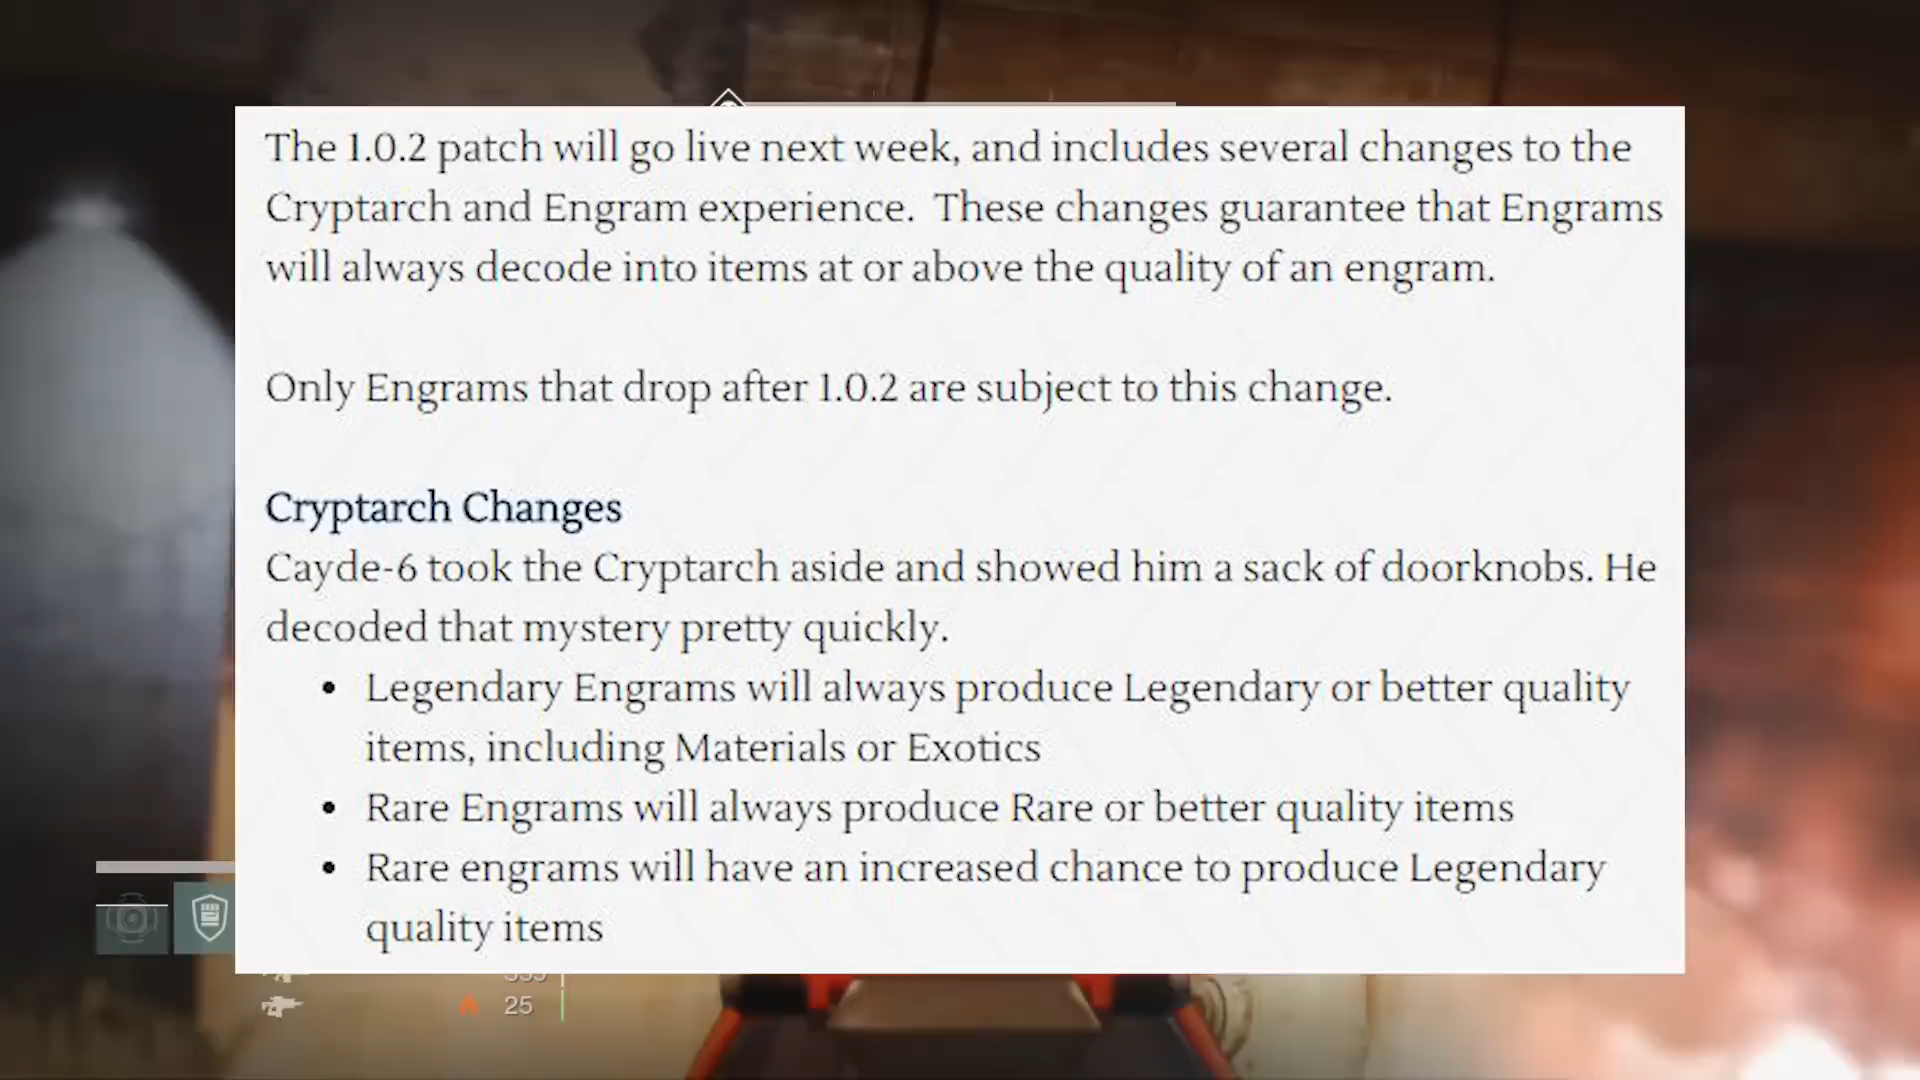 The 1.0.2 patch will go live next week, and includes several changes to the
Cryptarch and Engram experience.  These changes guarantee that Engrams
will always decode into items at or above the quality of an engram.
Only Engrams that drop after 1.0.2 are subject to this change.
Cryptarch Changes
Cayde-6 took the Cryptarch aside and showed him a sack of doorknobs. He
decoded that mystery pretty quickly.
• Legendary Engrams will always produce Legendary or better quality
items, including Materials or Exotics
• Rare Engrams will always produce Rare or better quality items
• Rare engrams will have an increased chance to produce Legendary
quality items
25